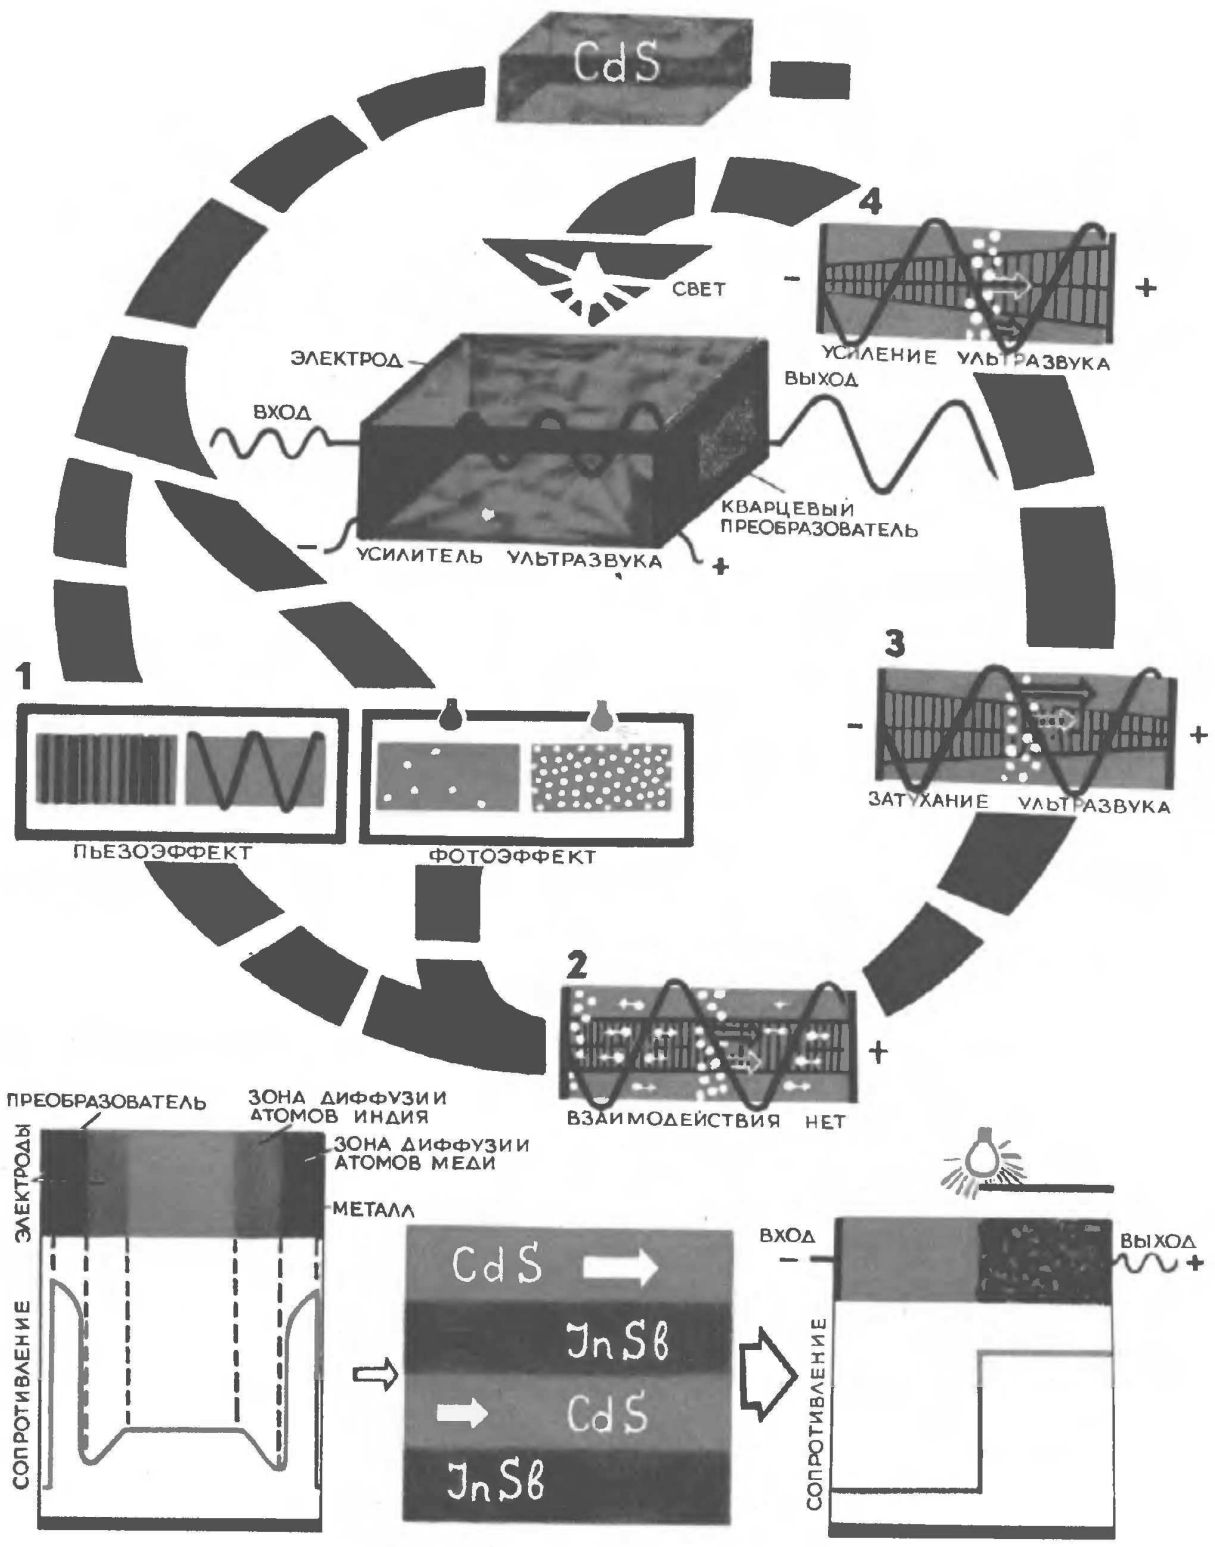 CdS
4
СВЕТ
-
+
УСИЛЕНИЕ УЛЬТРАЗВУКА
ЭЛЕКТРОД
ВЫХОД
ВХОД
КВАРЦЕВЫЙ
ПРЕОБРАЗОВАТЕЛЬ
-
УСИЛИТЕЛЬ УЛЬТРАЗВУКА
+
3
-
+
ЗАТУХАНИЕ УЛЬТРАЗВУКА
1
ПЬЕЗОЭФФЕКТ
ФОТОЭФФЕКТ
2
+
ВЗАИМОДЕЙСТВИЯ НЕТ
ПРЕОБРАЗОВАТЕЛЬ
ЗОНА ДИФФУЗИИ
АТОМОВ ИНДИЯ
ЗОНА ДИФФУЗИИ
АТОМОВ МЕДИ
ЭЛЕКТРОДЫ
МЕТАЛЛ
СОПРОТИВЛЕНИЕ
CdS
InSb
CdS
InSb
ВХОД
-
ВЫХОД
+
СОПРОТИВЛЕНИЕ